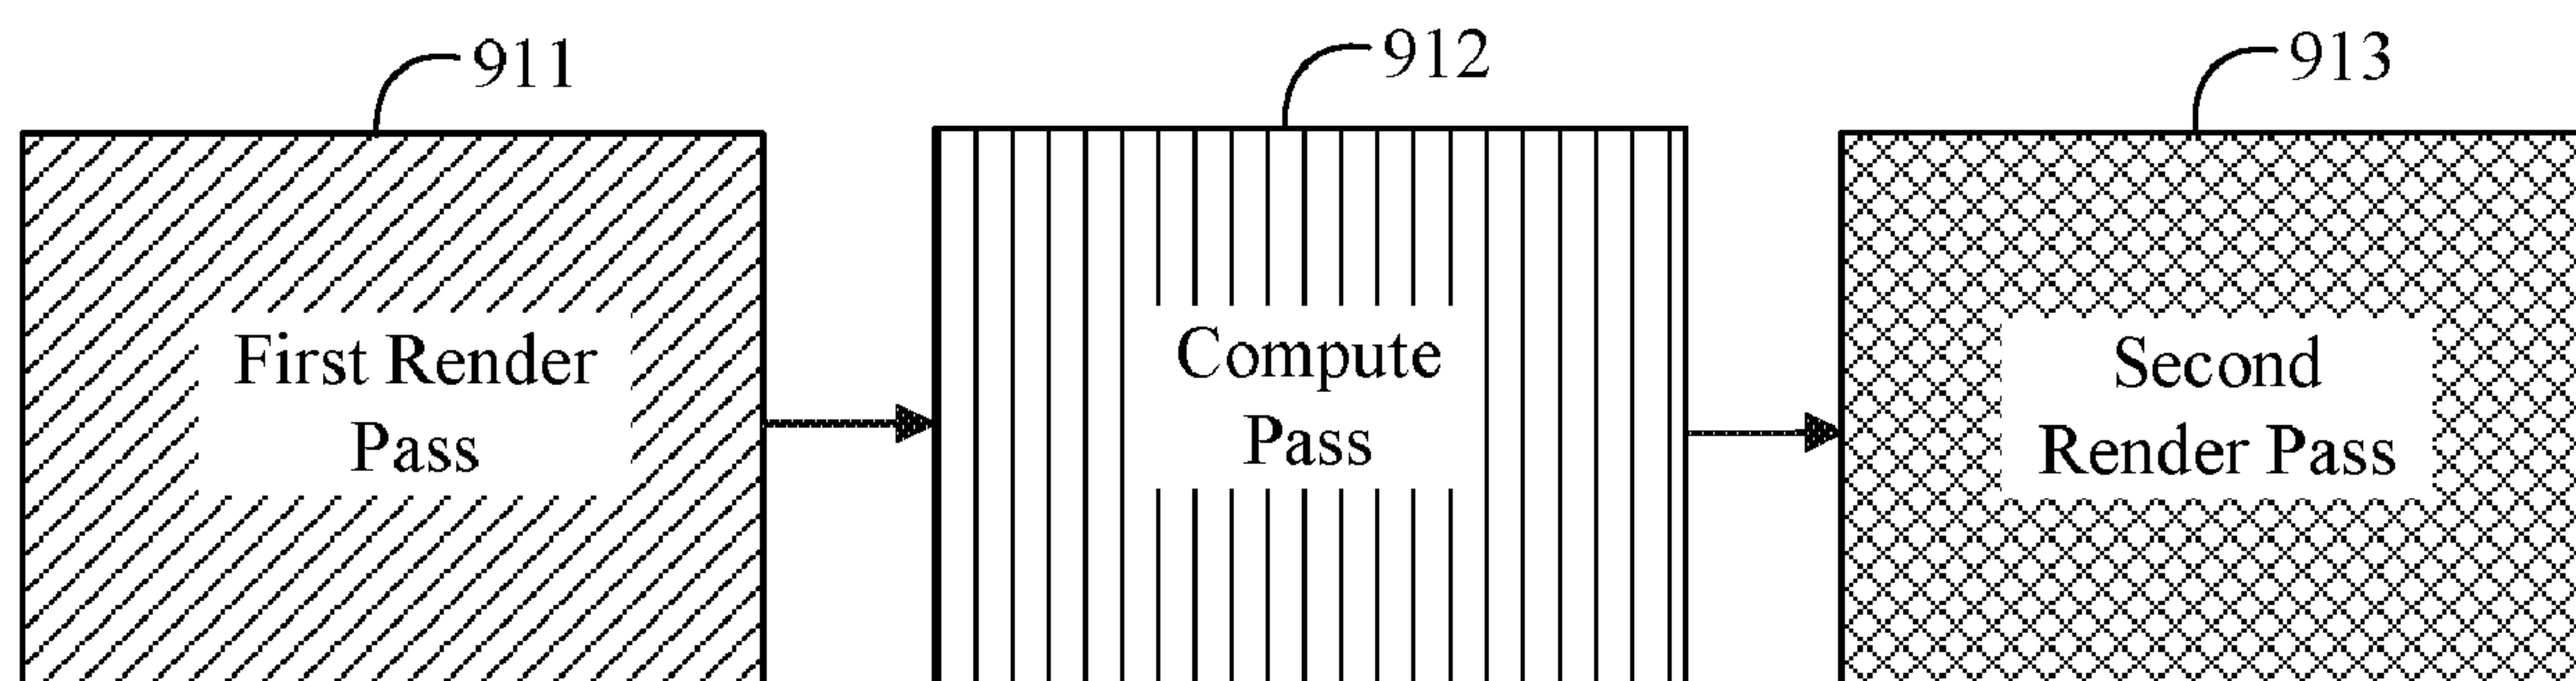 911
912
913
First Render
Pass
Compute
Pass
Second
Render Pass